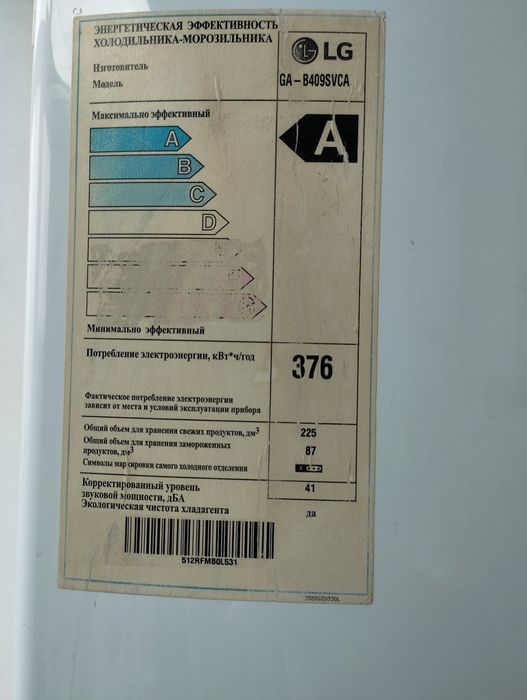 ЭНЕРГЕТИЧЕСКАЯ ЭФФЕКТИВНОСТЬ
ХОЛОДИЛЬНИКА-МОРОЗИЛЬНИКА
LG
Изготовитель
Модель
GA-B409SVCA
Максимально эффективный
A
A
B
C
D
Минимально эффективный
Потребление электроэнергии, кВт*ч/год
376
Фактическое потребление электроэнергии
зависит от места и условий эксплуатации прибора
Общий объем для хранения свежих продуктов, дм³ 225
Общий объем для хранения замороженных
продуктов, дм³ 87
Символы маркировки самого холодного отделения
Корректированный уровень
звуковой мощности, дБА 41
Экологическая чистота хладагента да
512RFMB0L531